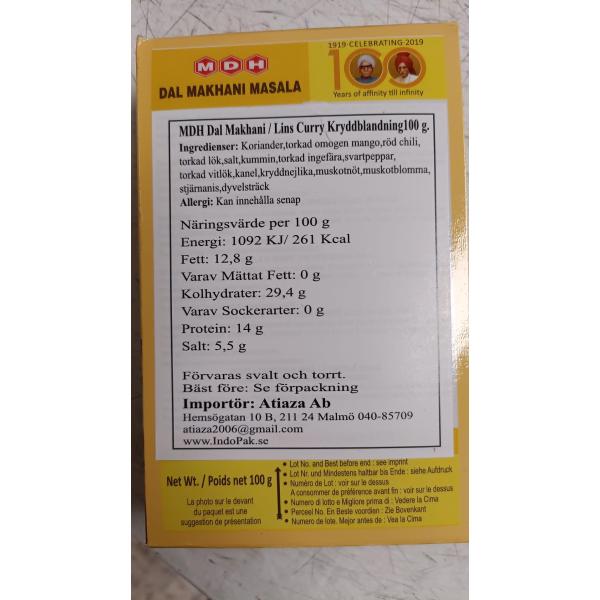 1919·CELEBRATING·2019
MDH
100
DAL MAKHANI MASALA
Years of affinity till infinity
MDH Dal Makhani / Lins Curry Kryddblandning100 g.
Ingredienser: Koriander,torkad omogen mango,röd chili,
torkad lök,salt,kummin,torkad ingefära,svartpeppar,
torkad vitlök,kanel,kryddnejlika,muskotnöt,muskotblomma,
stjärnanis,dyvelsträck
Allergi: Kan innehålla senap
Näringsvärde per 100 g
Energi: 1092 KJ/ 261 Kcal
Fett: 12,8 g
Varav Mättat Fett: 0 g
Kolhydrater: 29,4 g
Varav Sockerarter: 0 g
Protein: 14 g
Salt: 5,5 g
Förvaras svalt och torrt.
Bäst före: Se förpackning
Importör: Atiaza Ab
Hemsögatan 10 B, 211 24 Malmö 040-85709
atiaza2006@gmail.com
www.IndoPak.se
Net Wt. / Poids net 100 g
La photo sur le devant
du paquet est une
suggestion de présentation
• Lot No. and Best before end : see imprint
• Lot Nr. und Mindestens haltbar bis Ende : siehe Aufdruck
• Numéro de Lot : voir sur le dessus
A consommer de préférence avant fin : voir sur le dessus
• Numero di lotto e Migliore prima di : Vedere la Cima
• Perceel No. En Beste voordien : Zie Bovenkant
• Numero de lote. Mejor antes de : Vea la Cima